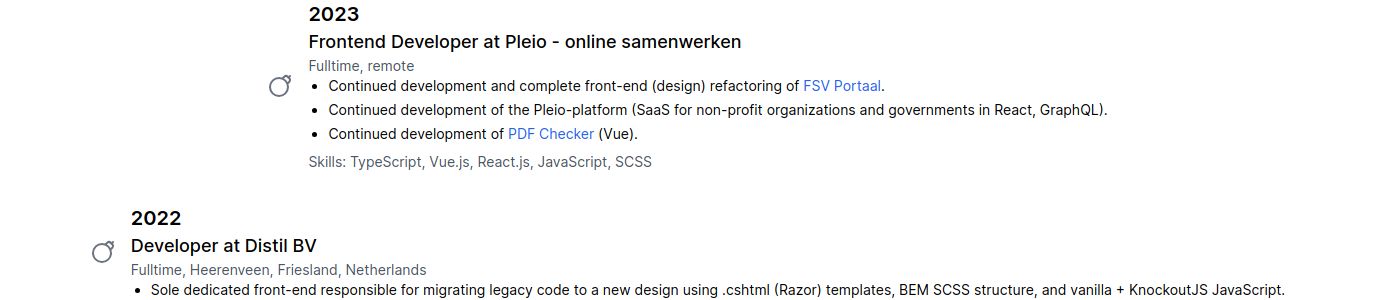 2023
Frontend Developer at Pleio - online samenwerken
Fulltime, remote
Continued development and complete front-end (design) refactoring of FSV Portaal.
Continued development of the Pleio-platform (SaaS for non-profit organizations and governments in React, GraphQL).
Continued development of PDF Checker (Vue).
Skills: TypeScript, Vue.js, React.js, JavaScript, SCSS
2022
Developer at Distil BV
Fulltime, Heerenveen, Friesland, Netherlands
Sole dedicated front-end responsible for migrating legacy code to a new design using .cshtml (Razor) templates, BEM SCSS structure, and vanilla + KnockoutJS JavaScript.